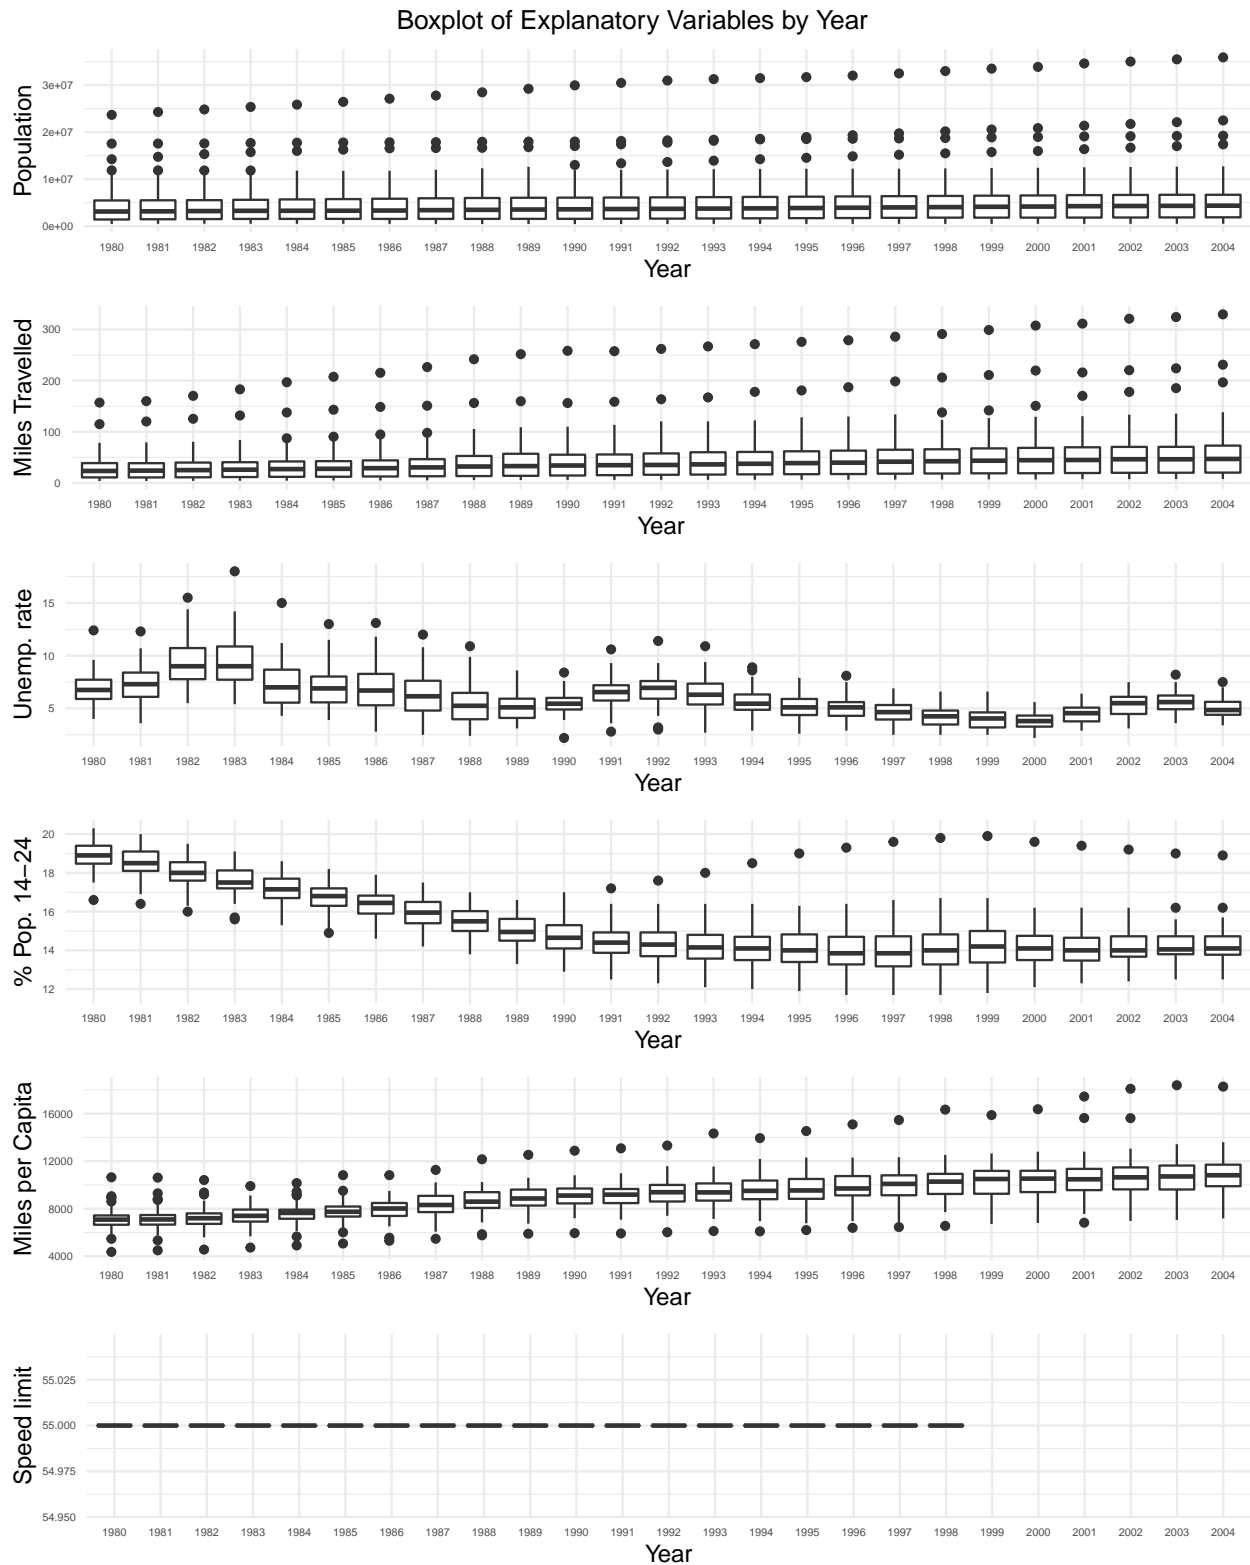 Boxplot of Explanatory Variables by Year
Population
3e+07
2e+07
1e+07
0e+00
1980 1981 1982 1983 1984 1985 1986 1987 1988 1989 1990 1991 1992 1993 1994 1995 1996 1997 1998 1999 2000 2001 2002 2003 2004
Year
Miles Travelled
300
200
100
0
1980 1981 1982 1983 1984 1985 1986 1987 1988 1989 1990 1991 1992 1993 1994 1995 1996 1997 1998 1999 2000 2001 2002 2003 2004
Year
Unemp. rate
15
10
5
1980 1981 1982 1983 1984 1985 1986 1987 1988 1989 1990 1991 1992 1993 1994 1995 1996 1997 1998 1999 2000 2001 2002 2003 2004
Year
% Pop. 14–24
20
18
16
14
12
1980 1981 1982 1983 1984 1985 1986 1987 1988 1989 1990 1991 1992 1993 1994 1995 1996 1997 1998 1999 2000 2001 2002 2003 2004
Year
Miles per Capita
16000
12000
8000
4000
1980 1981 1982 1983 1984 1985 1986 1987 1988 1989 1990 1991 1992 1993 1994 1995 1996 1997 1998 1999 2000 2001 2002 2003 2004
Year
Speed limit
55.025
55.000
54.975
54.950
1980 1981 1982 1983 1984 1985 1986 1987 1988 1989 1990 1991 1992 1993 1994 1995 1996 1997 1998 1999 2000 2001 2002 2003 2004
Year